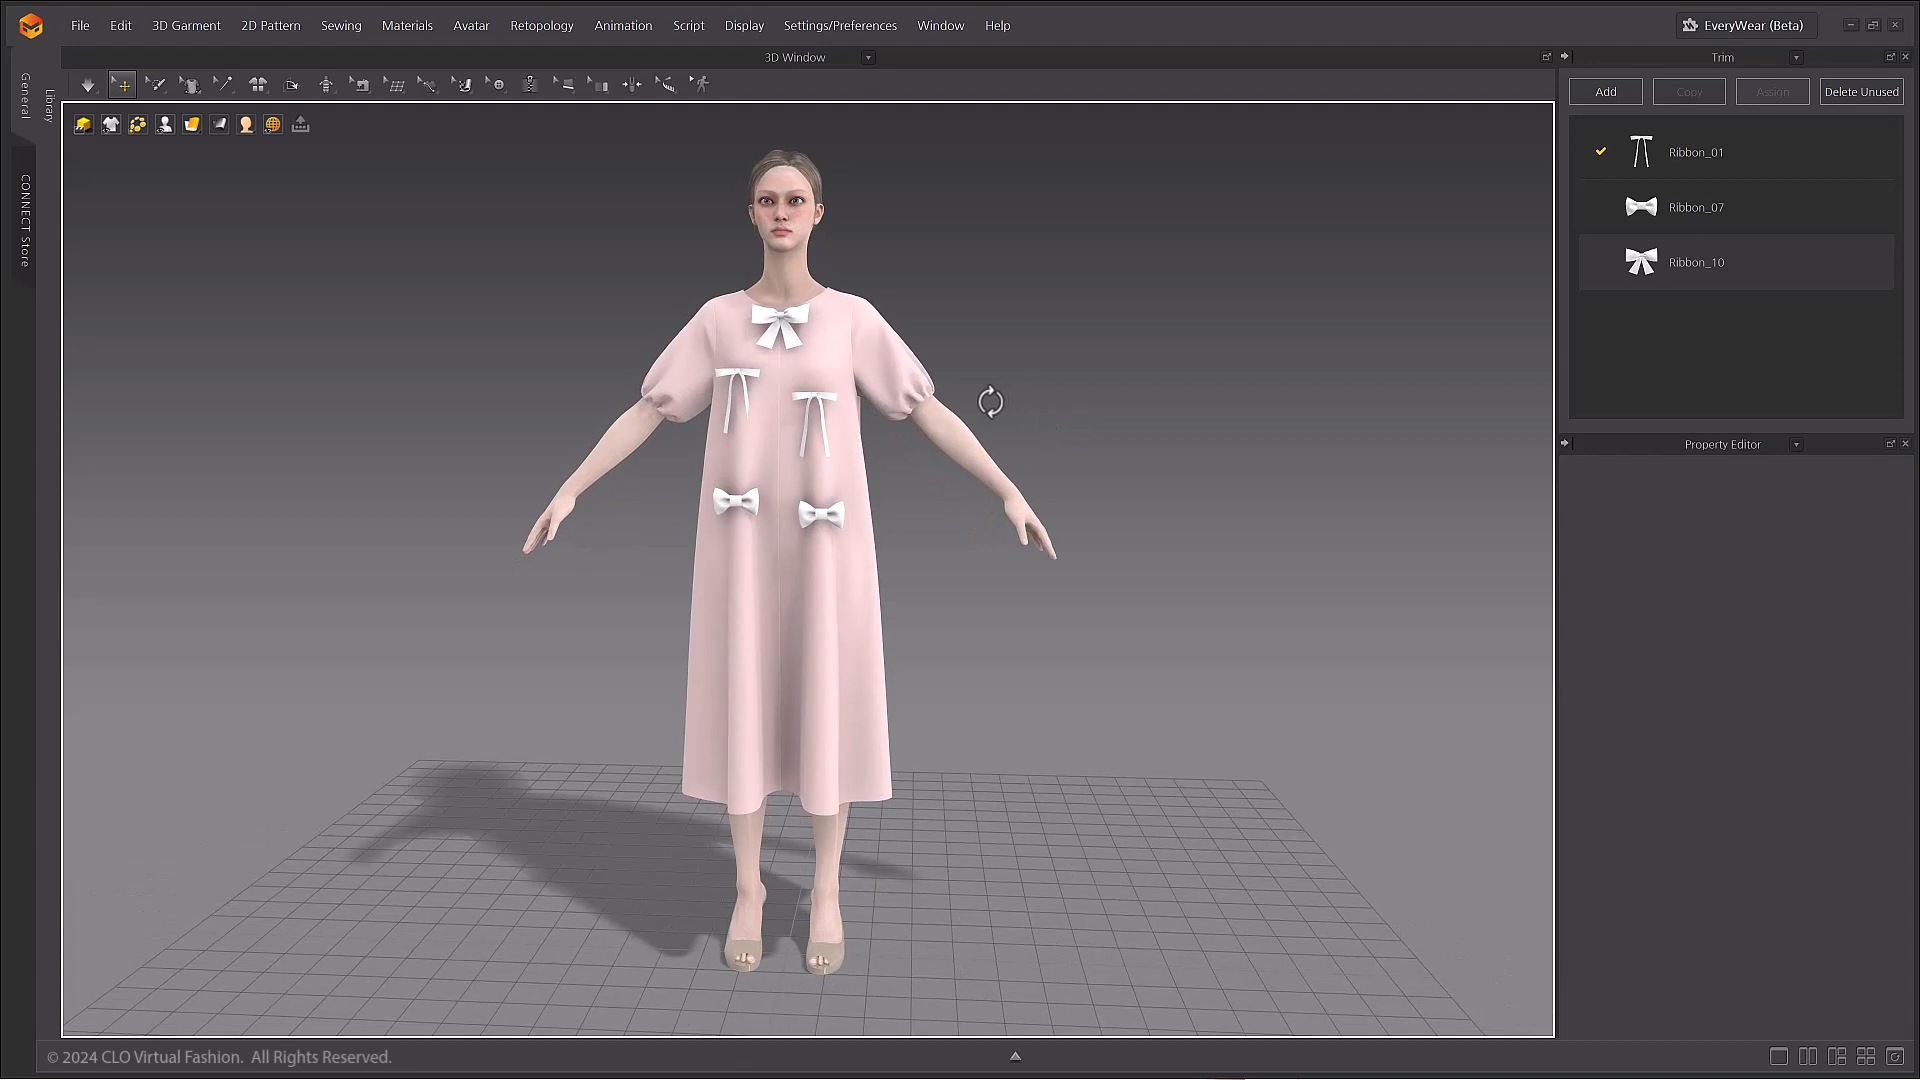 File Edit 3D Garment 2D Pattern Sewing Materials Avatar Retopology Animation Script Display Settings/Preferences Window Help EveryWear (Beta)
3D Window
Trim
General
Library
CONNECT Store
Add Copy Assign Delete Unused
Ribbon_01
Ribbon_07
Ribbon_10
Property Editor
© 2024 CLO Virtual Fashion. All Rights Reserved.